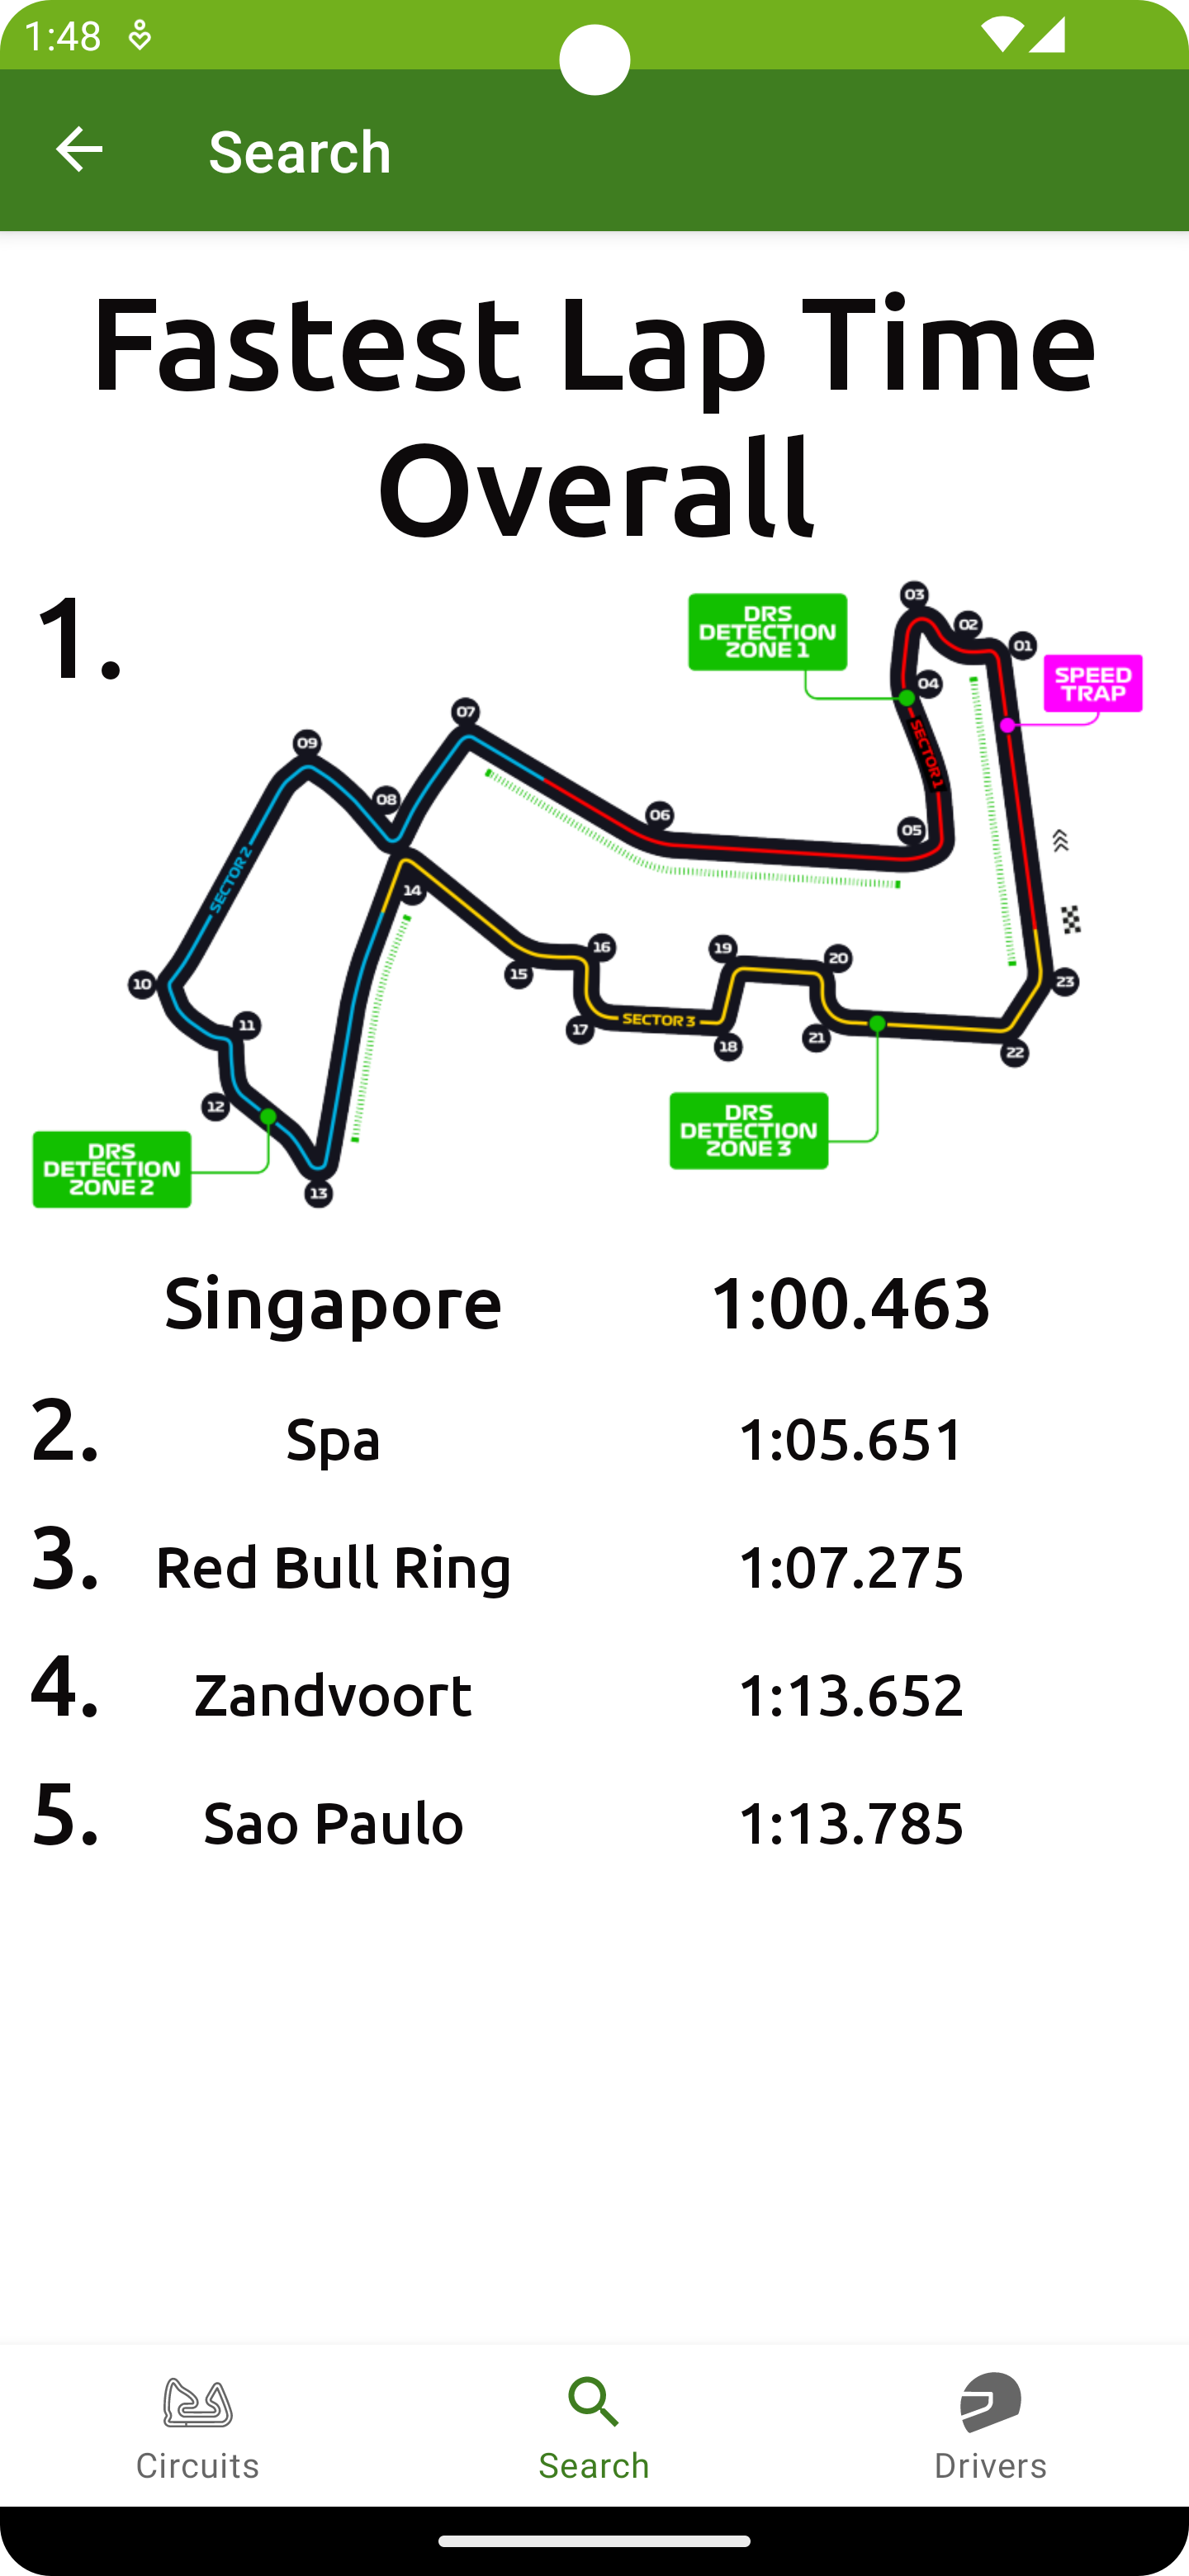 1:48
Search
Fastest Lap Time
Overall
1.
DRS
DETECTION
ZONE 1
03
02
01
SPEED
TRAP
04
SECTOR 1
07
09
08
06
05
SECTOR 2
14
10
15
16
19
20
23
11
17
SECTOR 3
18
21
22
12
DRS
DETECTION
ZONE 3
DRS
DETECTION
ZONE 2
13
Singapore 1:00.463
2. Spa 1:05.651
3. Red Bull Ring 1:07.275
4. Zandvoort 1:13.652
5. Sao Paulo 1:13.785
Circuits Search Drivers